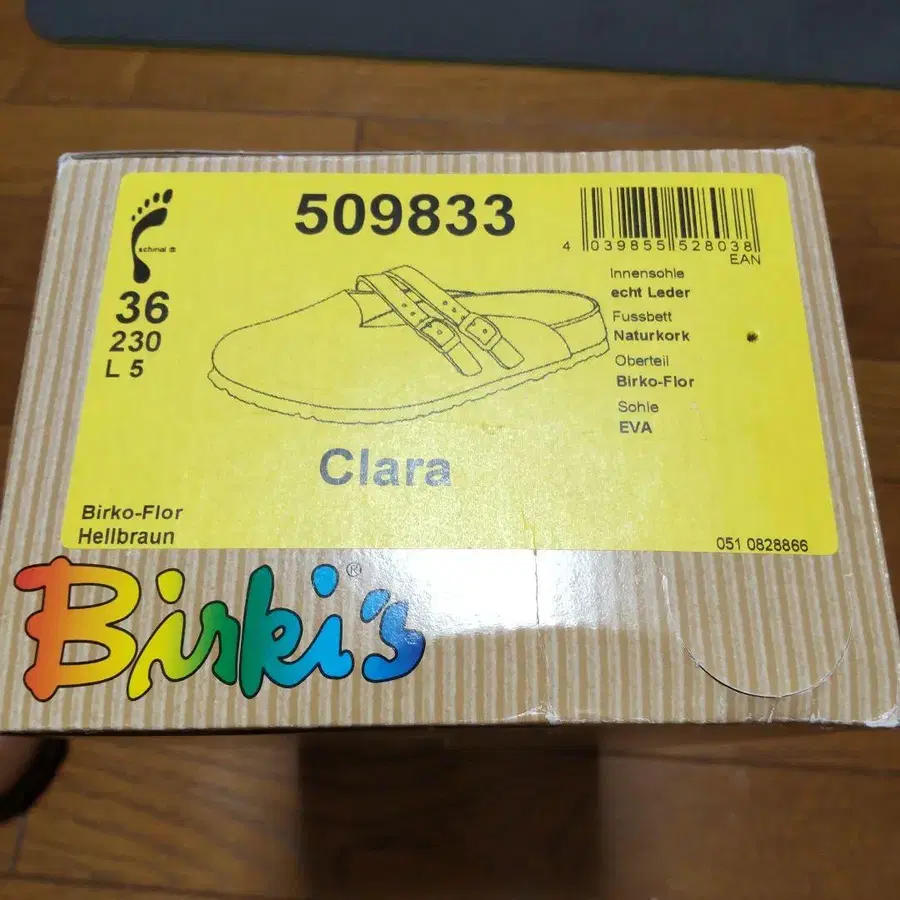 509833
schmal
36
230
L 5
4 039855 528038
EAN
Innensohle
echt Leder
Fussbett
Naturkork
Oberteil
Birko-Flor
Sohle
EVA
Clara
Birko-Flor
Hellbraun
051 0828866
Birki's®